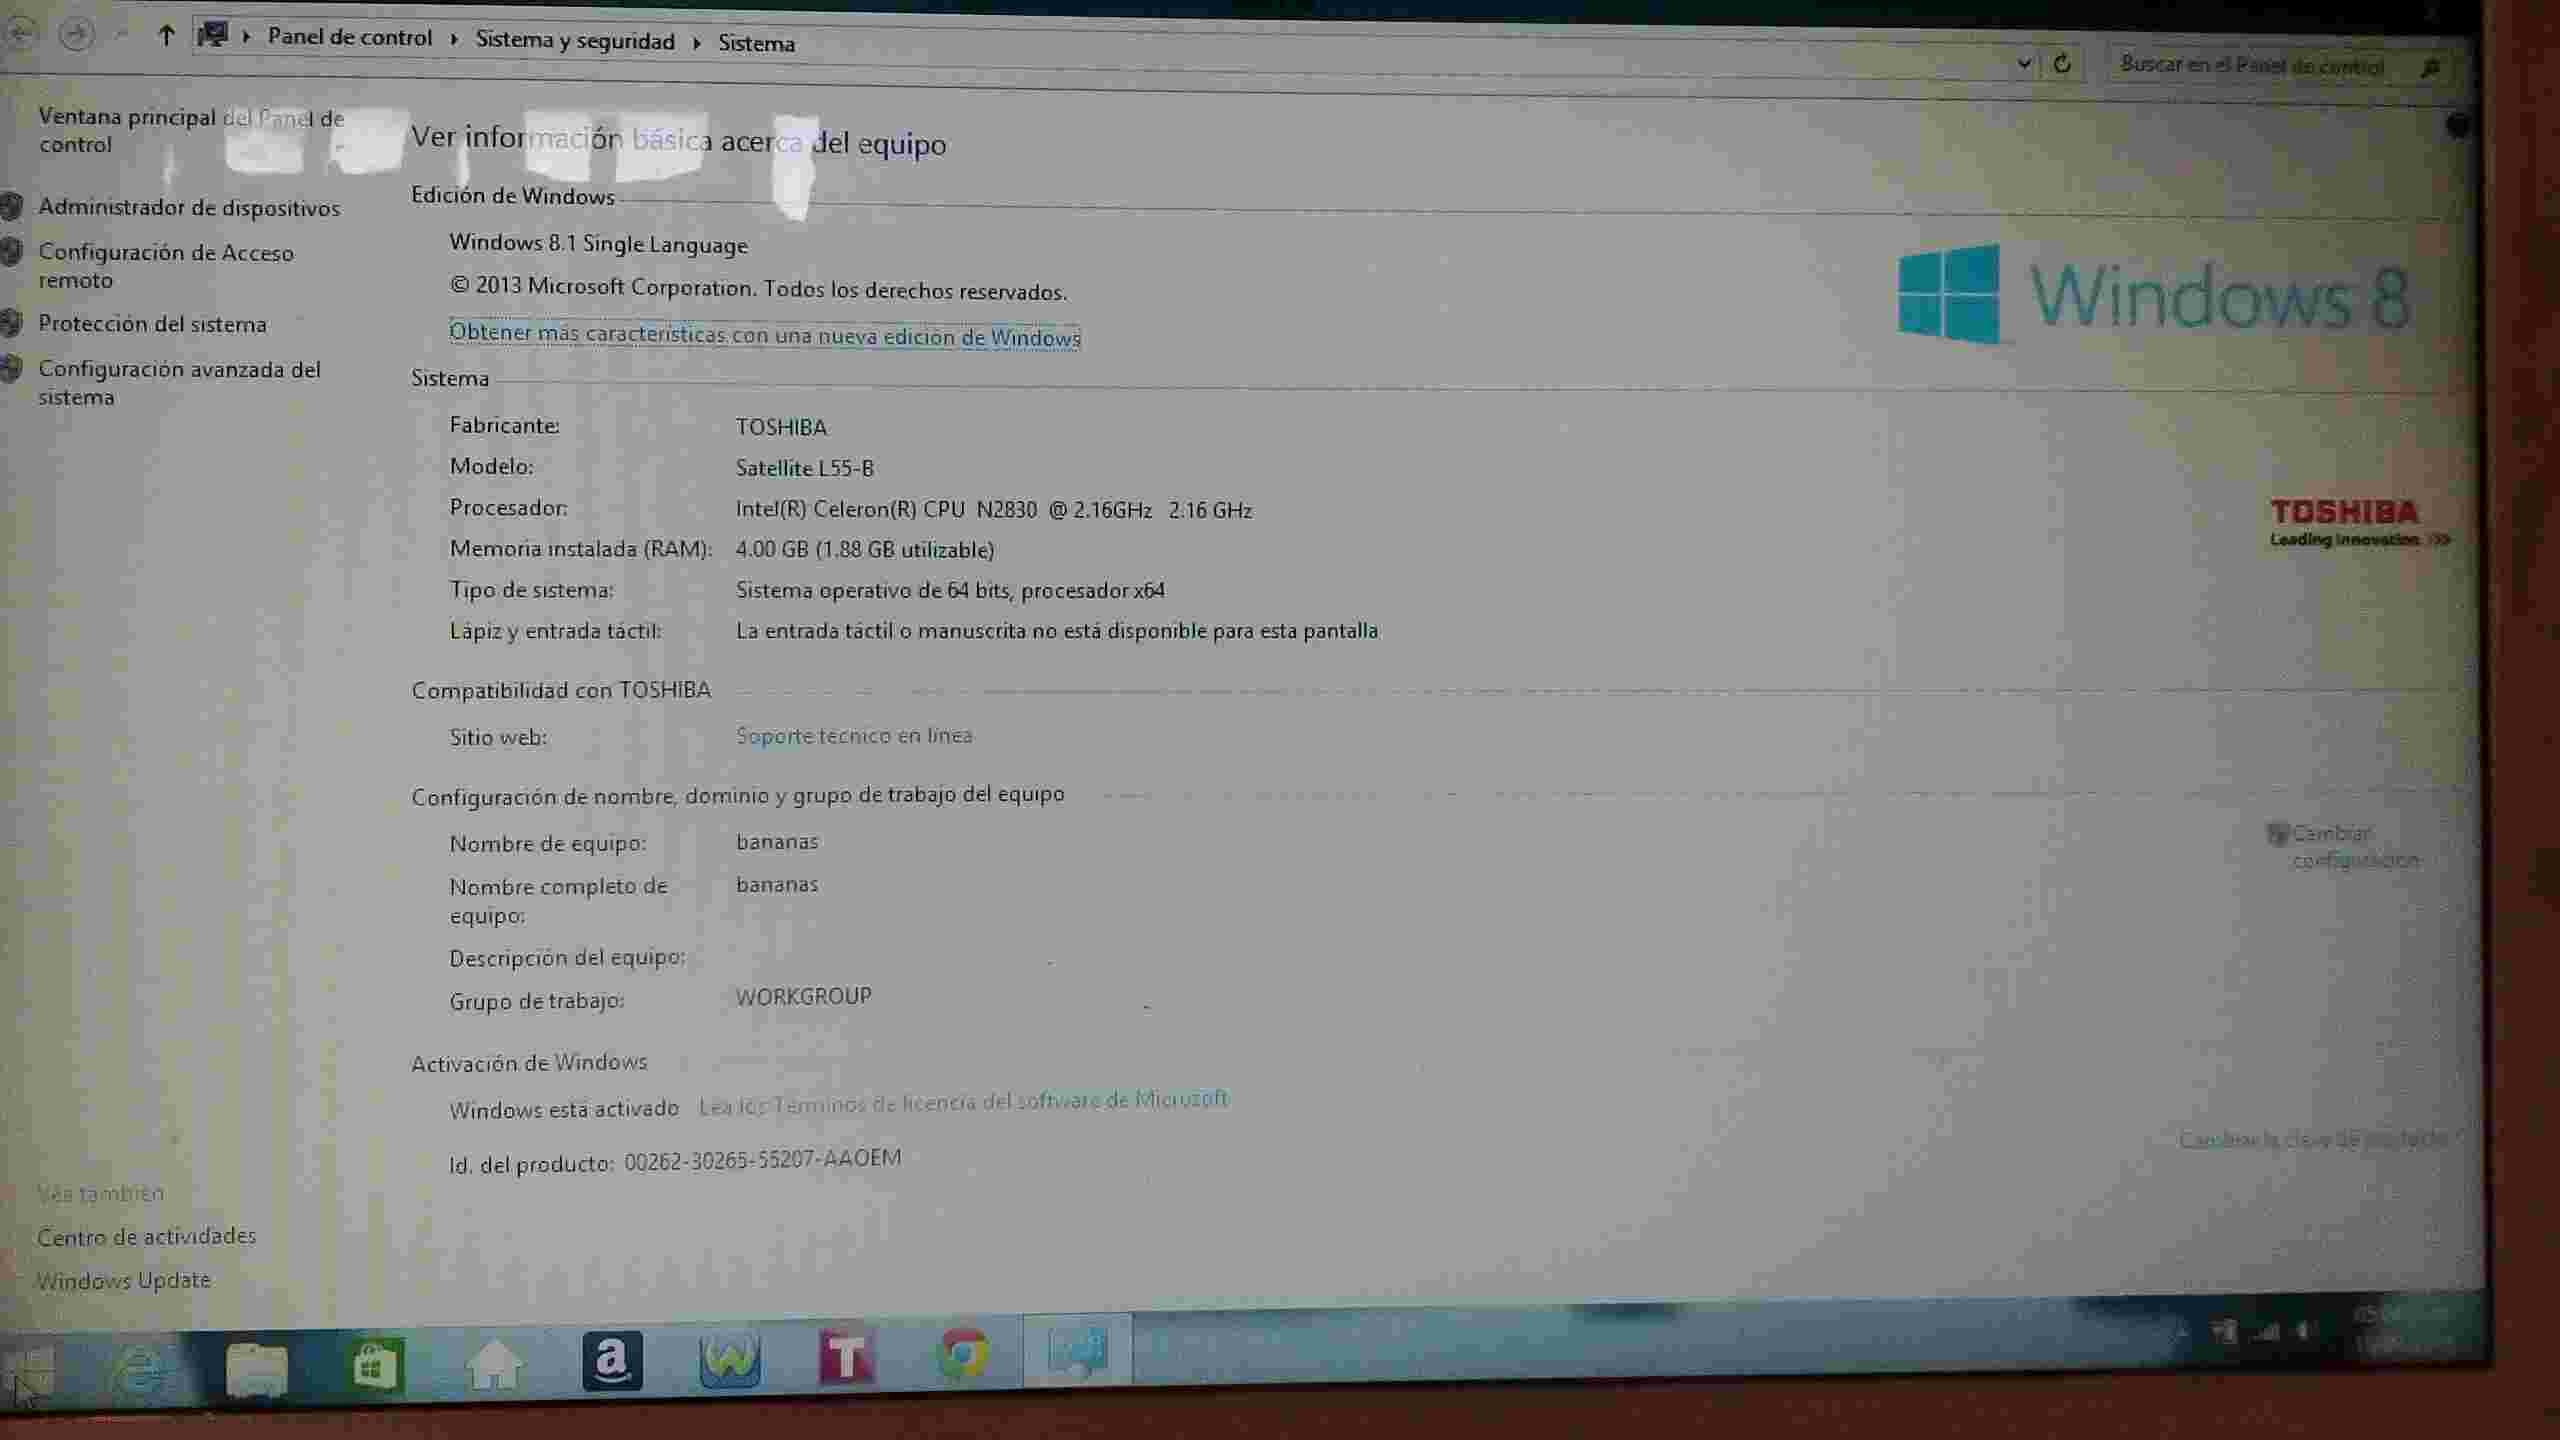 Panel de control Sistema y seguridad Sistema
Buscar en el Panel de control
Ventana principal del Panel de
control
Administrador de dispositivos
Configuración de Acceso
remoto
Protección del sistema
Configuración avanzada del
sistema
Ver información básica acerca del equipo
Edición de Windows
Windows 8.1 Single Language
© 2013 Microsoft Corporation. Todos los derechos reservados.
Obtener más características con una nueva edición de Windows
Windows 8
Sistema
Fabricante: TOSHIBA
Modelo: Satellite L55-B
Procesador: Intel(R) Celeron(R) CPU N2830 @ 2.16GHz 2.16 GHz
Memoria instalada (RAM): 4.00 GB (1.88 GB utilizable)
Tipo de sistema: Sistema operativo de 64 bits, procesador x64
Lápiz y entrada táctil: La entrada táctil o manuscrita no está disponible para esta pantalla
TOSHIBA
Leading Innovation >>>
Compatibilidad con TOSHIBA
Sitio web: Soporte técnico en línea
Configuración de nombre, dominio y grupo de trabajo del equipo
Nombre de equipo: bananas
Nombre completo de bananas
equipo:
Descripción del equipo:
Grupo de trabajo: WORKGROUP
Cambiar
configuración
Activación de Windows
Windows está activado Lea los Términos de licencia del software de Microsoft
Id. del producto: 00262-30265-55207-AAOEM
Cambiar la clave de producto
Vea también
Centro de actividades
Windows Update
a
W
T